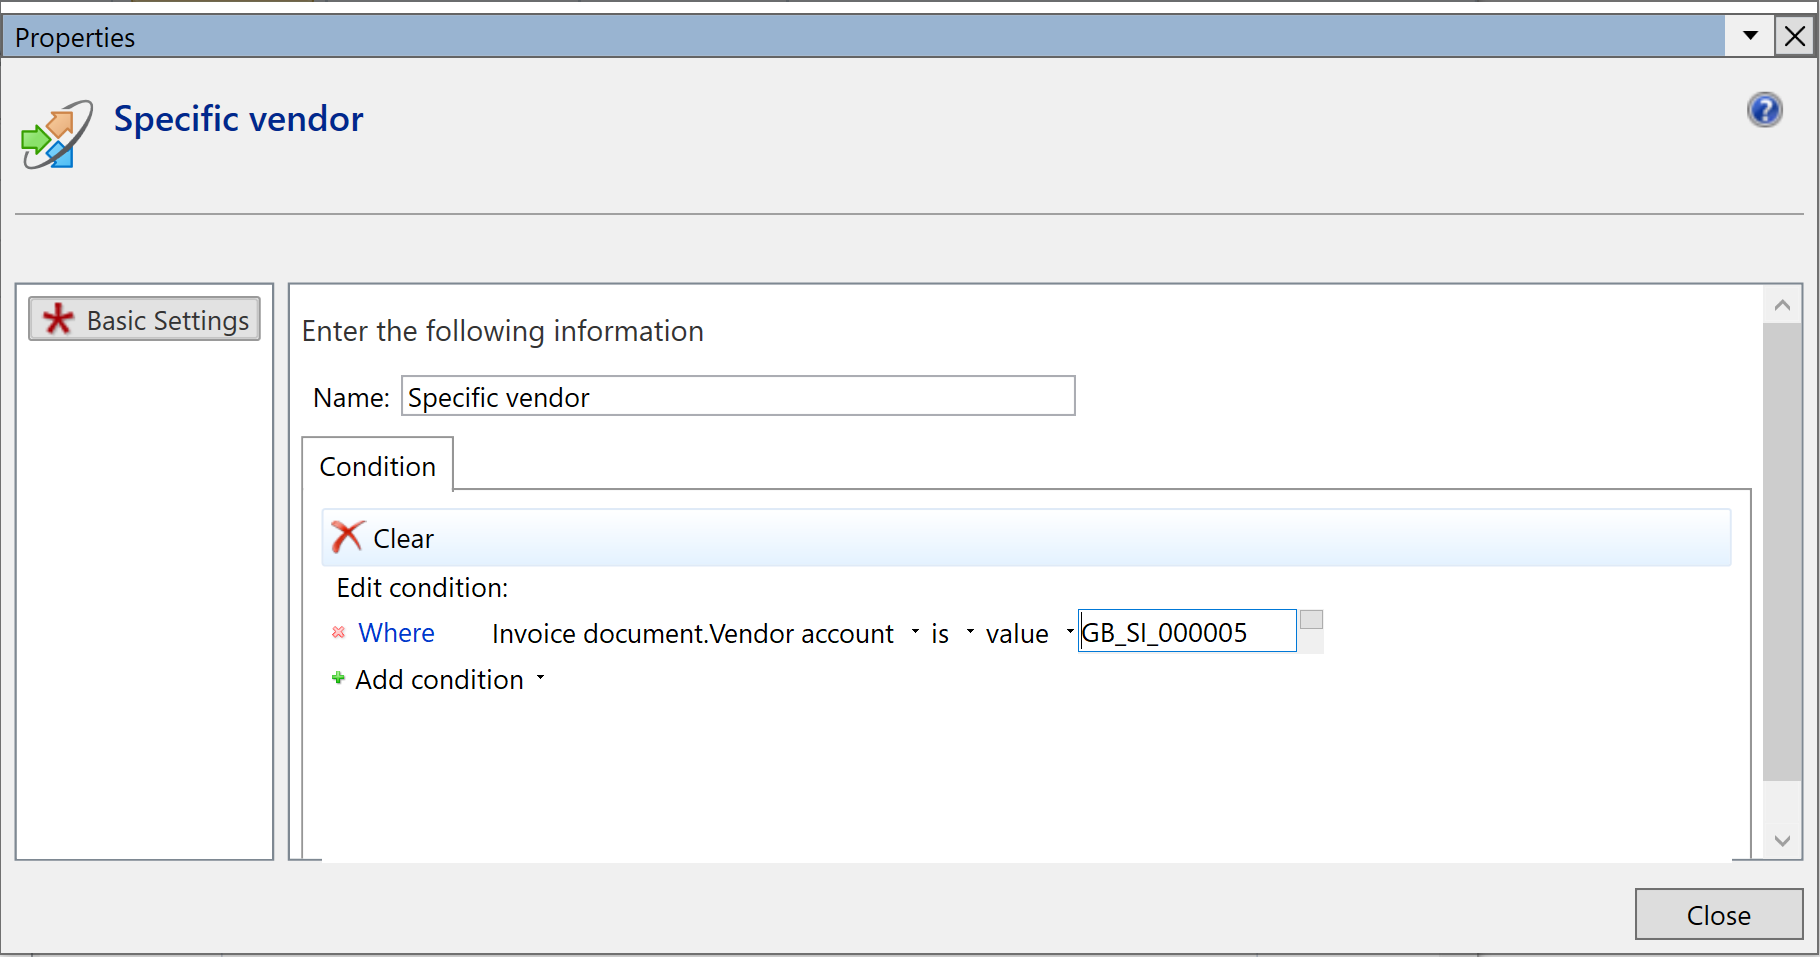 Properties
Specific vendor
Basic Settings
Enter the following information
Name: Specific vendor
Condition
Clear
Edit condition:
Where Invoice document.Vendor account is value GB_SI_000005
Add condition
Close